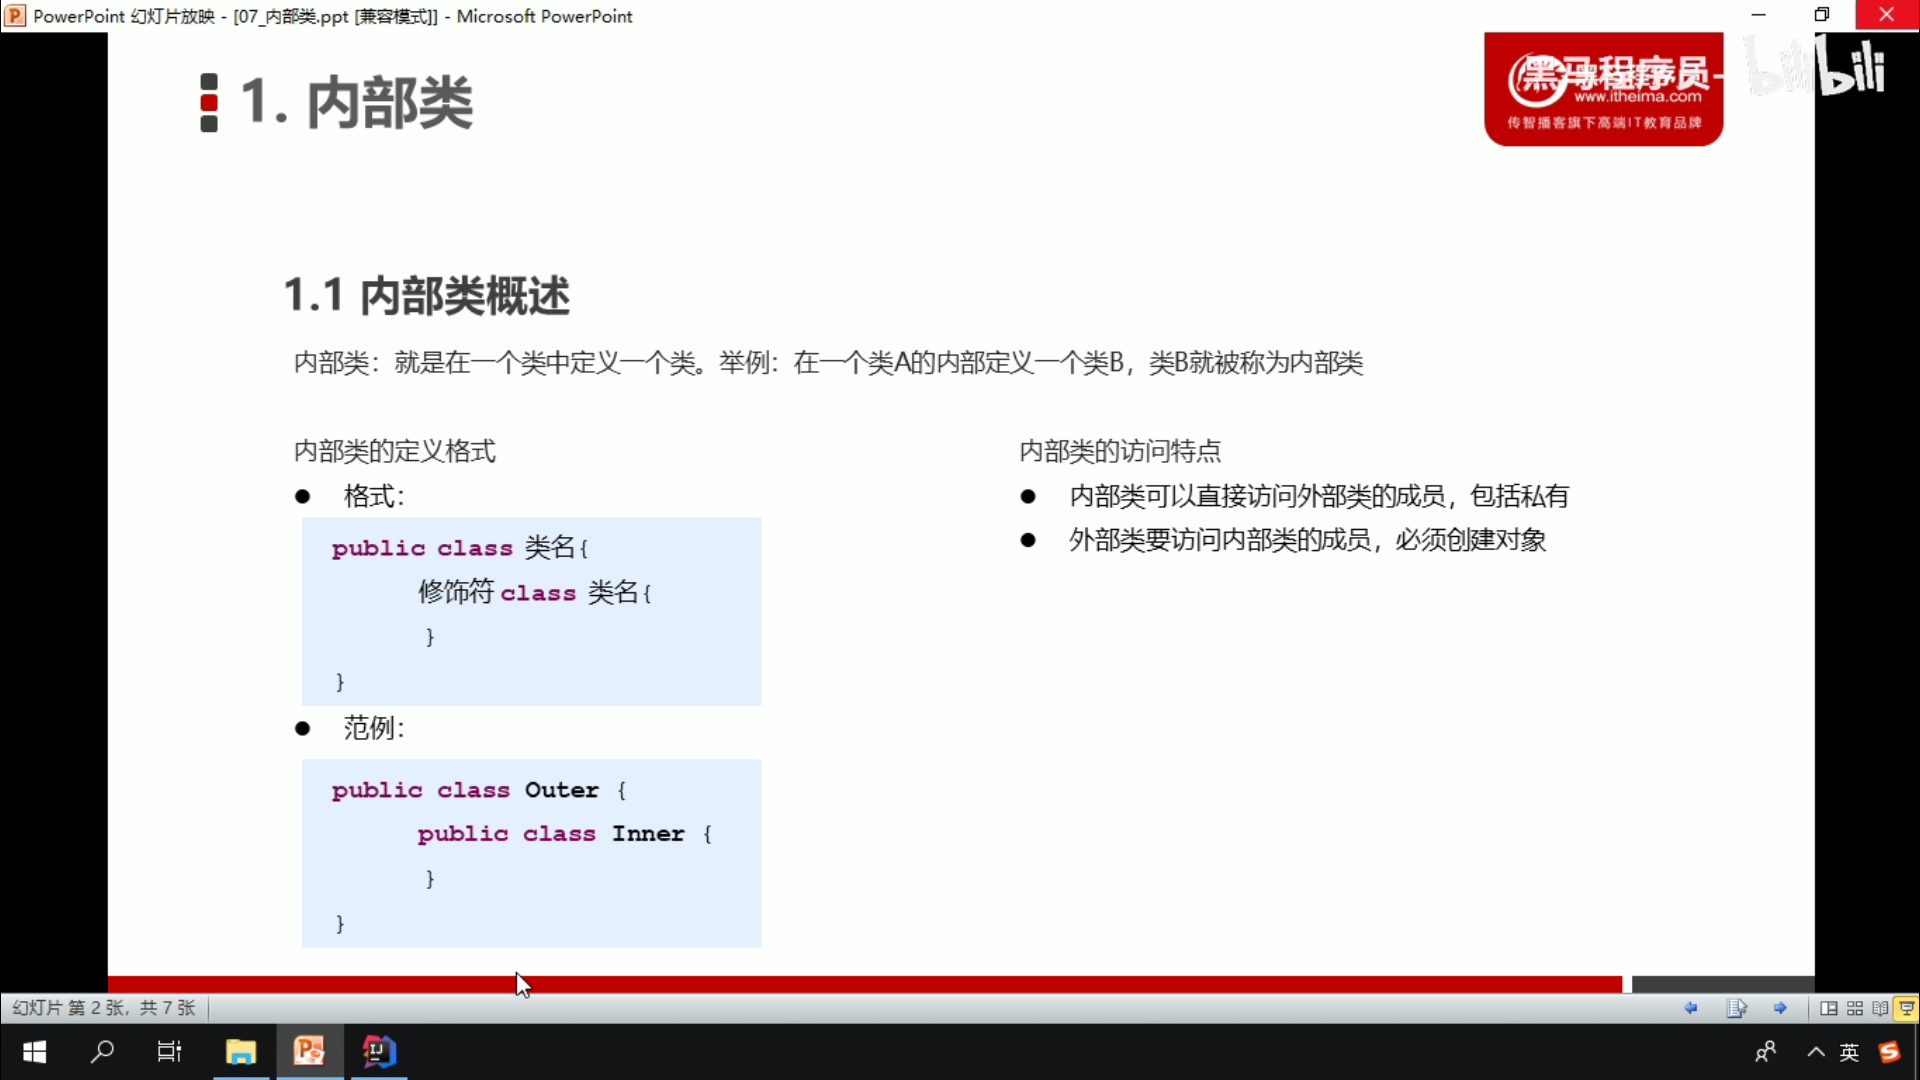 PowerPoint 幻灯片放映 - [07_内部类.ppt [兼容模式]] - Microsoft PowerPoint
1. 内部类
黑马程序员-
bilibili
www.itheima.com
传智播客旗下高端IT教育品牌
1.1 内部类概述
内部类：就是在一个类中定义一个类。举例：在一个类A的内部定义一个类B，类B就被称为内部类
内部类的定义格式
● 格式：
public class 类名{
修饰符 class 类名{
}
}
● 范例：
public class Outer {
public class Inner {
}
}
内部类的访问特点
● 内部类可以直接访问外部类的成员，包括私有
● 外部类要访问内部类的成员，必须创建对象
幻灯片 第 2 张，共 7 张
英